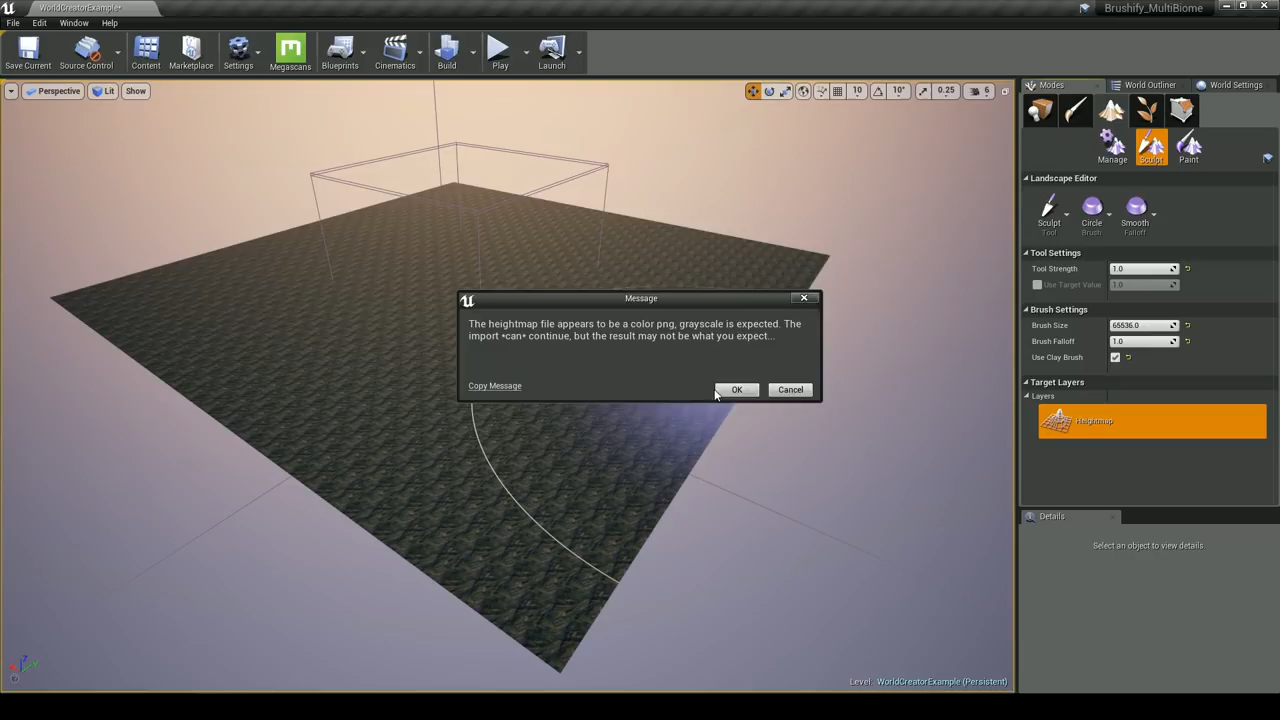 WorldCreatorExample*
Brushify_MultiBiome
File Edit Window Help
Save Current Source Control Content Marketplace Settings Megascans Blueprints Cinematics Build Play Launch
Perspective Lit Show
10 10° 0.25 6
Modes World Outliner World Settings
Manage Sculpt Paint
Landscape Editor
Sculpt Circle Smooth
Tool Brush Falloff
Tool Settings
Tool Strength 1.0
Use Target Value 1.0
Brush Settings
Brush Size 65536.0
Brush Falloff 1.0
Use Clay Brush
Target Layers
Layers
Heightmap
Details
Select an object to view details.
Message
The heightmap file appears to be a color png, grayscale is expected. The
import *can* continue, but the result may not be what you expect...
Copy Message
OK Cancel
Level: WorldCreatorExample (Persistent)